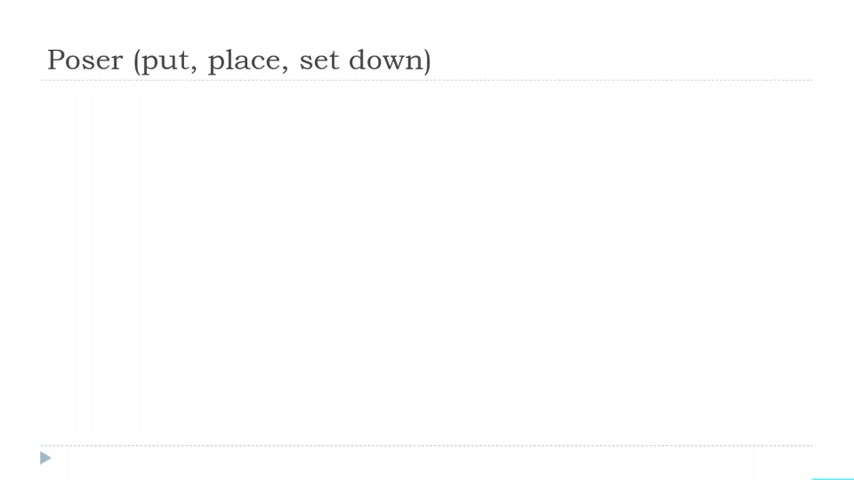 Poser (put, place, set down)